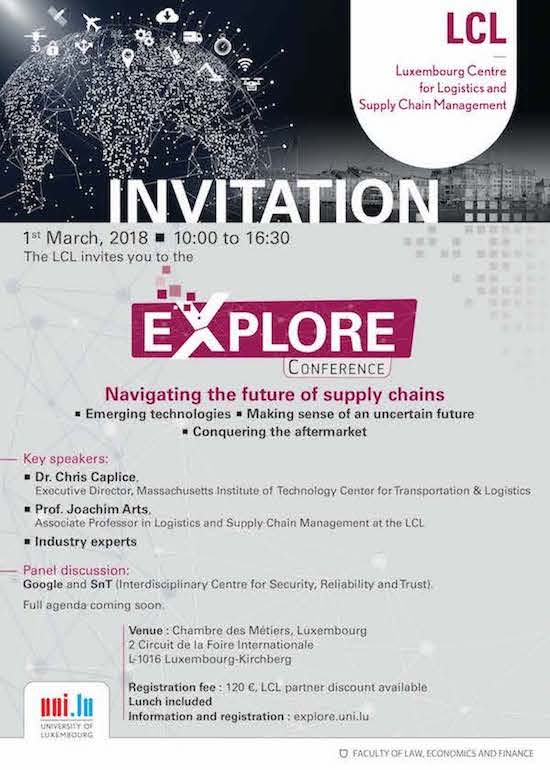 LCL
Luxembourg Centre
for Logistics and
Supply Chain Management
INVITATION
1st March, 2018 ■ 10:00 to 16:30
The LCL invites you to the
EXPLORE
CONFERENCE
Navigating the future of supply chains
■ Emerging technologies ■ Making sense of an uncertain future
■ Conquering the aftermarket
Key speakers:
■ Dr. Chris Caplice,
Executive Director, Massachusetts Institute of Technology Center for Transportation & Logistics
■ Prof. Joachim Arts,
Associate Professor in Logistics and Supply Chain Management at the LCL
■ Industry experts
Panel discussion:
Google and SnT (Interdisciplinary Centre for Security, Reliability and Trust).
Full agenda coming soon.
Venue : Chambre des Métiers, Luxembourg
2 Circuit de la Foire Internationale
L-1016 Luxembourg-Kirchberg
Registration fee : 120 €, LCL partner discount available
Lunch included
Information and registration : explore.uni.lu
uni.lu
UNIVERSITY OF
LUXEMBOURG
FACULTY OF LAW, ECONOMICS AND FINANCE